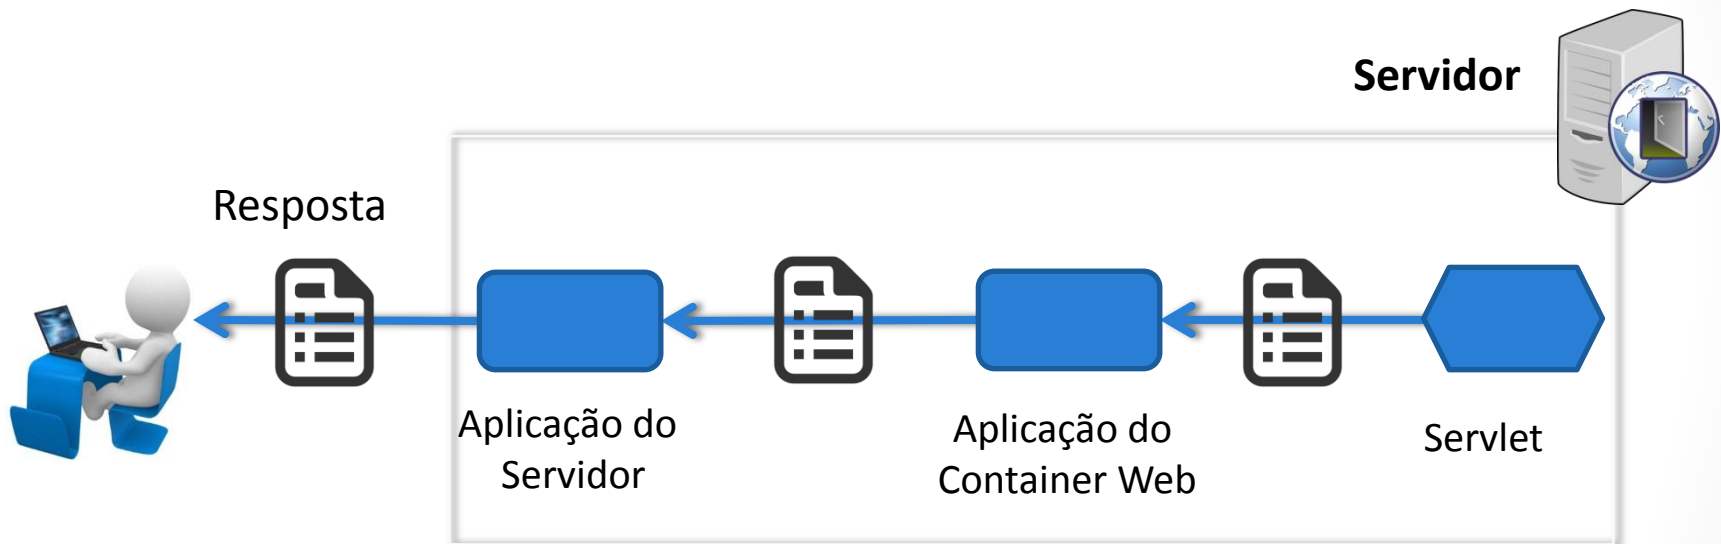 Servidor
Resposta
Aplicação do
Servidor
Aplicação do
Container Web
Servlet